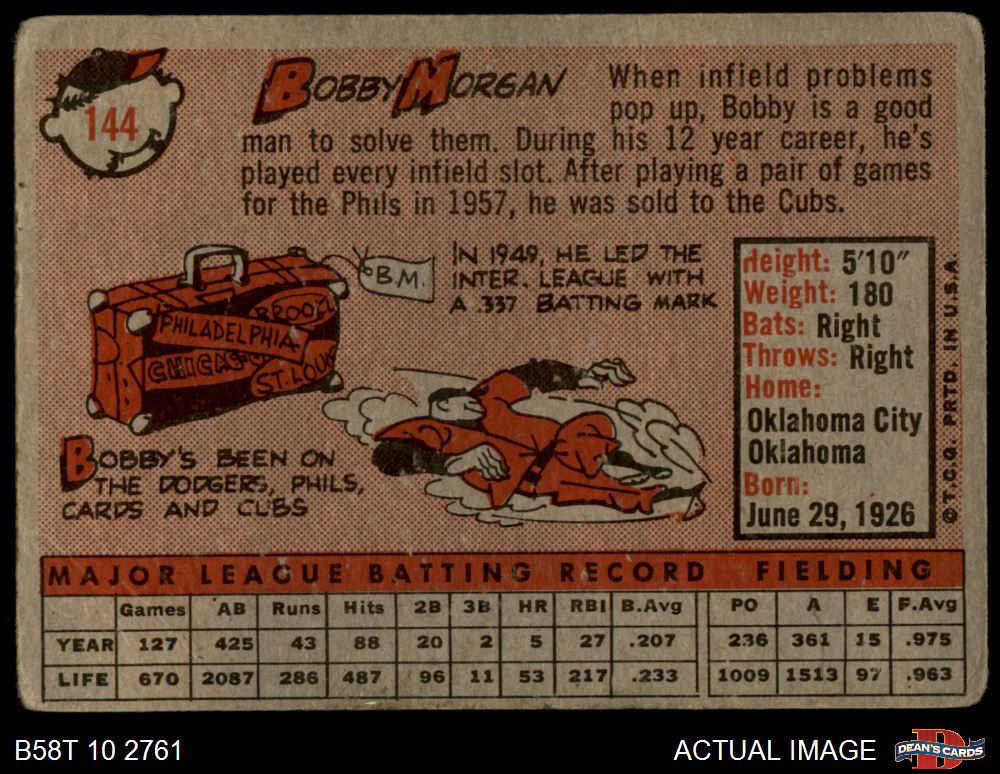 144
BOBBY MORGAN
When infield problems
pop up, Bobby is a good
man to solve them. During his 12 year career, he's
played every infield slot. After playing a pair of games
for the Phils in 1957, he was sold to the Cubs.
B.M.
IN 1949, HE LED THE
INTER. LEAGUE WITH
A .337 BATTING MARK
BROOKL
PHILADELPHIA
CHICAGO
ST. LOUIS
BOBBY'S BEEN ON
THE DODGERS, PHILS,
CARDS AND CUBS
Height: 5'10"
Weight: 180
Bats: Right
Throws: Right
Home:
Oklahoma City
Oklahoma
Born:
June 29, 1926
© T.C.G. PRTD. IN U.S.A.
MAJOR LEAGUE BATTING RECORD FIELDING
Games AB Runs Hits 2B 3B HR RBI B.Avg PO A E F.Avg
YEAR 127 425 43 88 20 2 5 27 .207 236 361 15 .975
LIFE 670 2087 286 487 96 11 53 217 .233 1009 1513 97 .963
B58T 10 2761
ACTUAL IMAGE
D
DEAN'S CARDS